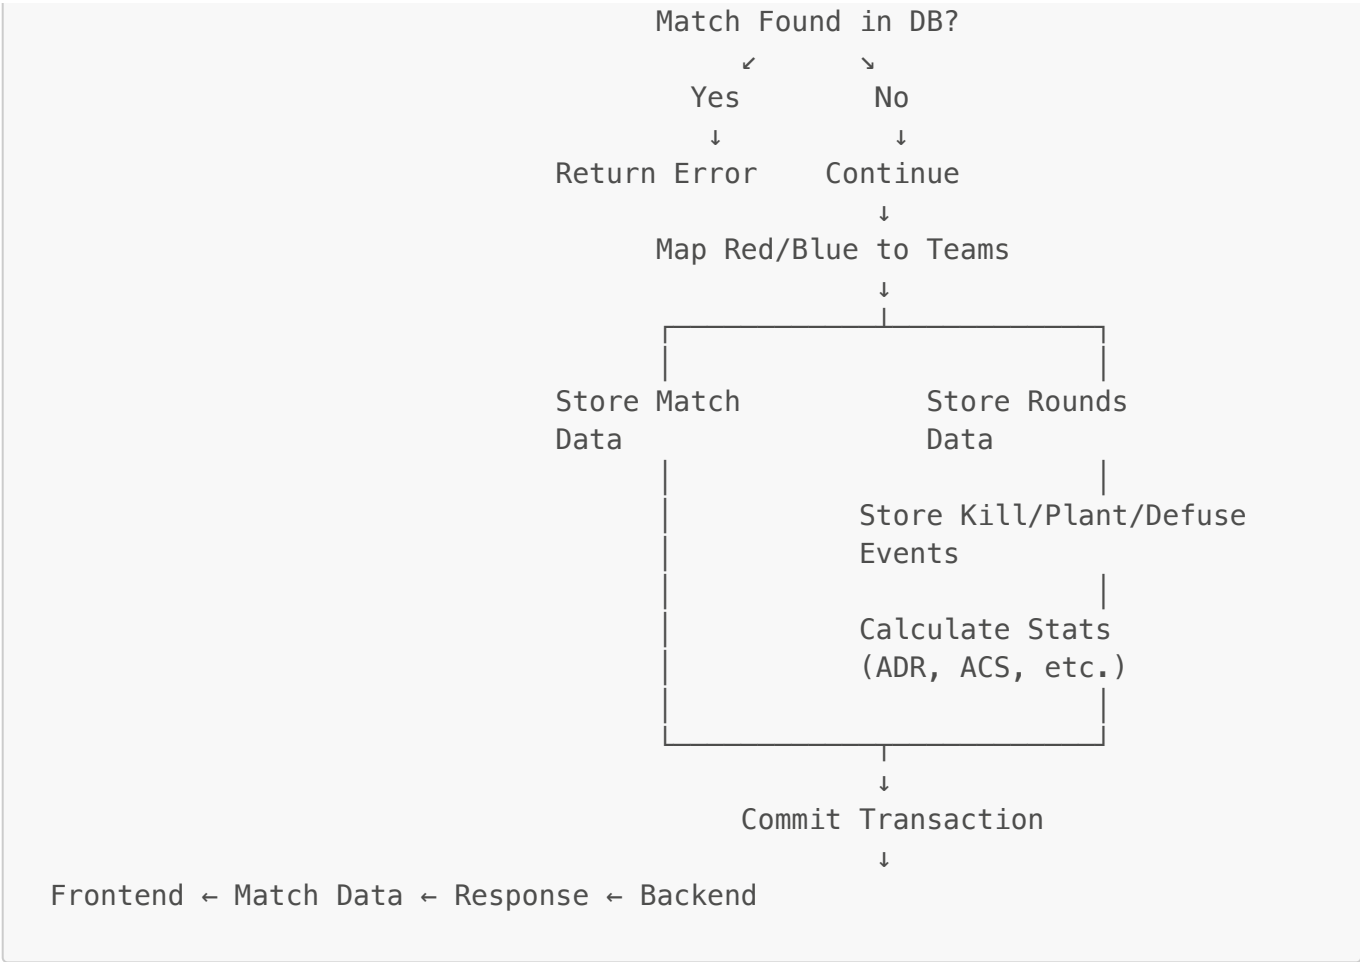 Match Found in DB?
↙ ↘
Yes No
↓ ↓
Return Error Continue
↓
Map Red/Blue to Teams
↓
Store Match Store Rounds
Data Data
Store Kill/Plant/Defuse
Events
Calculate Stats
(ADR, ACS, etc.)
↓
Commit Transaction
↓
Frontend ← Match Data ← Response ← Backend